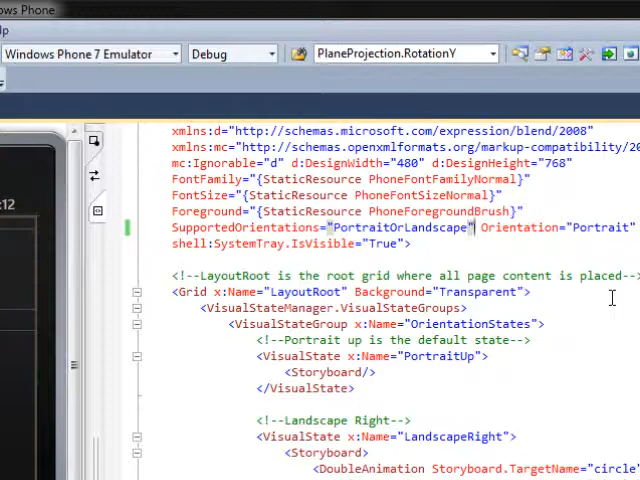 ows Phone
lp
Windows Phone 7 Emulator Debug PlaneProjection.RotationY
xmlns:d="http://schemas.microsoft.com/expression/blend/2008"
xmlns:mc="http://schemas.openxmlformats.org/markup-compatibility/20
mc:Ignorable="d" d:DesignWidth="480" d:DesignHeight="768"
FontFamily="{StaticResource PhoneFontFamilyNormal}"
FontSize="{StaticResource PhoneFontSizeNormal}"
:12
Foreground="{StaticResource PhoneForegroundBrush}"
SupportedOrientations="PortraitOrLandscape" Orientation="Portrait"
shell:SystemTray.IsVisible="True">
<!--LayoutRoot is the root grid where all page content is placed-->
<Grid x:Name="LayoutRoot" Background="Transparent">
<VisualStateManager.VisualStateGroups>
<VisualStateGroup x:Name="OrientationStates">
<!--Portrait up is the default state-->
<VisualState x:Name="PortraitUp">
<Storyboard/>
</VisualState>
<!--Landscape Right-->
<VisualState x:Name="LandscapeRight">
<Storyboard>
<DoubleAnimation Storyboard.TargetName="circle